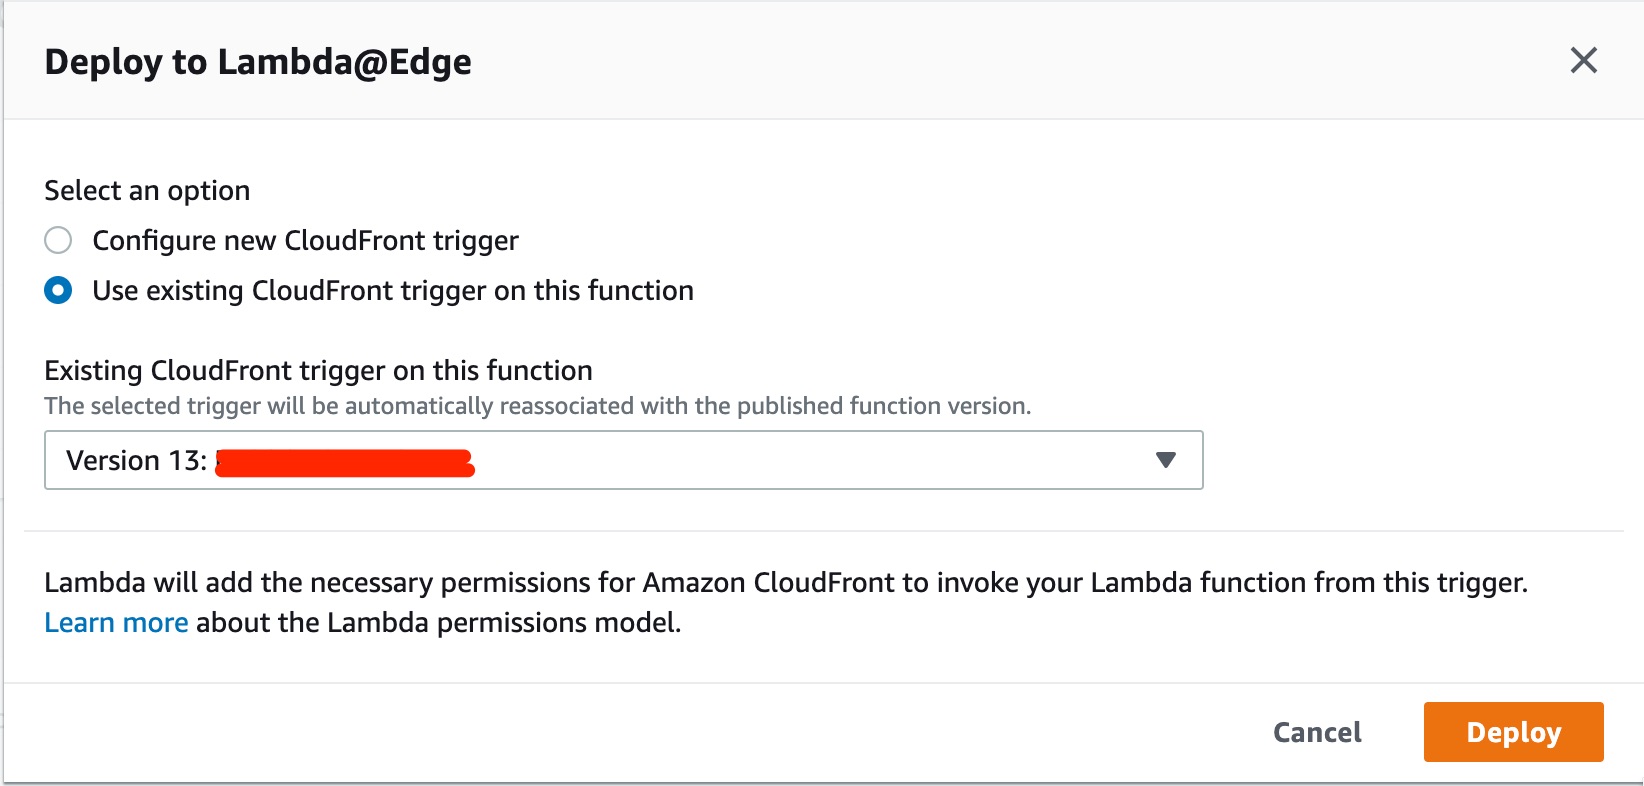 Deploy to Lambda@Edge
Select an option
Configure new CloudFront trigger
Use existing CloudFront trigger on this function
Existing CloudFront trigger on this function
The selected trigger will be automatically reassociated with the published function version.
Version 13:
Lambda will add the necessary permissions for Amazon CloudFront to invoke your Lambda function from this trigger.
Learn more about the Lambda permissions model.
Cancel
Deploy